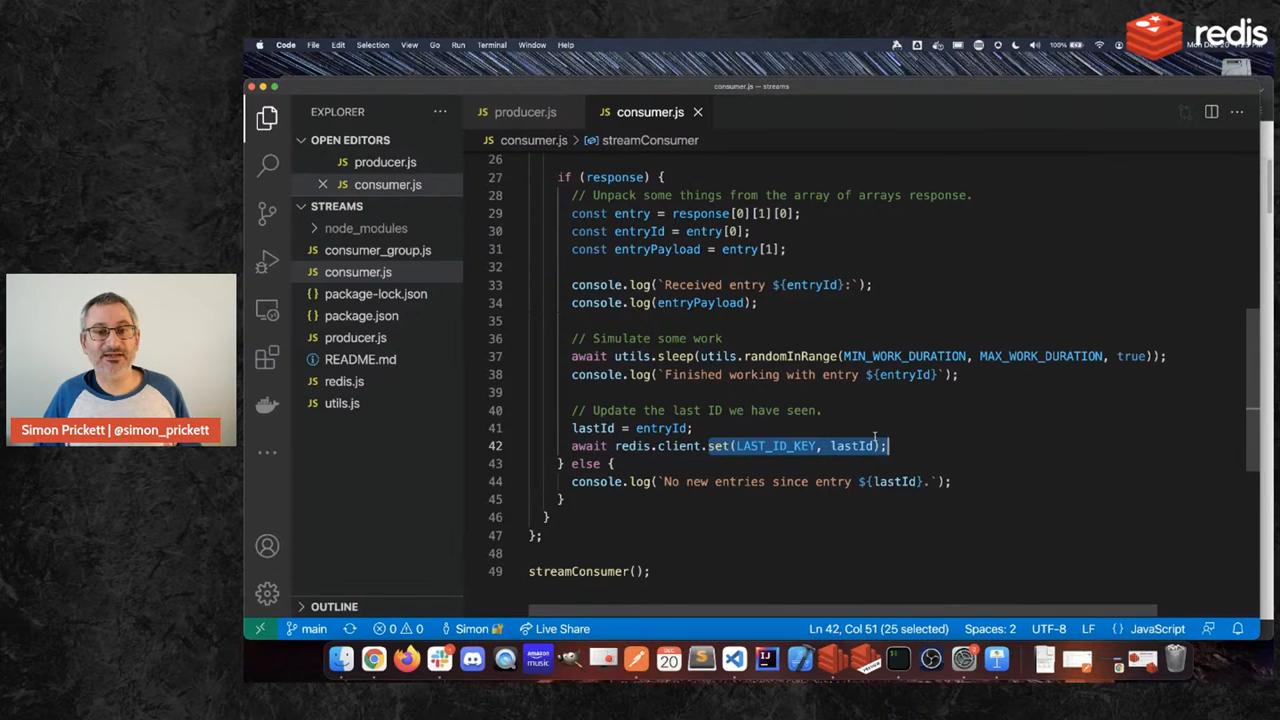 redis
Code File Edit Selection View Go Run Terminal Window Help
100%
consumer.js — streams
EXPLORER
OPEN EDITORS
producer.js
consumer.js
STREAMS
node_modules
consumer_group.js
consumer.js
package-lock.json
package.json
producer.js
README.md
redis.js
utils.js
OUTLINE
JS producer.js JS consumer.js
JS consumer.js > streamConsumer
26
27 if (response) {
28 // Unpack some things from the array of arrays response.
29 const entry = response[0][1][0];
30 const entryId = entry[0];
31 const entryPayload = entry[1];
32
33 console.log(`Received entry ${entryId}:`);
34 console.log(entryPayload);
35
36 // Simulate some work
37 await utils.sleep(utils.randomInRange(MIN_WORK_DURATION, MAX_WORK_DURATION, true));
38 console.log(`Finished working with entry ${entryId}`);
39
40 // Update the last ID we have seen.
41 lastId = entryId;
42 await redis.client.set(LAST_ID_KEY, lastId);
43 } else {
44 console.log(`No new entries since entry ${lastId}.`);
45 }
46 }
47 };
48
49 streamConsumer();
Simon Prickett | @simon_prickett
main 0 0 Simon Live Share Ln 42, Col 51 (25 selected) Spaces: 2 UTF-8 LF {} JavaScript
amazon music
DEC
20